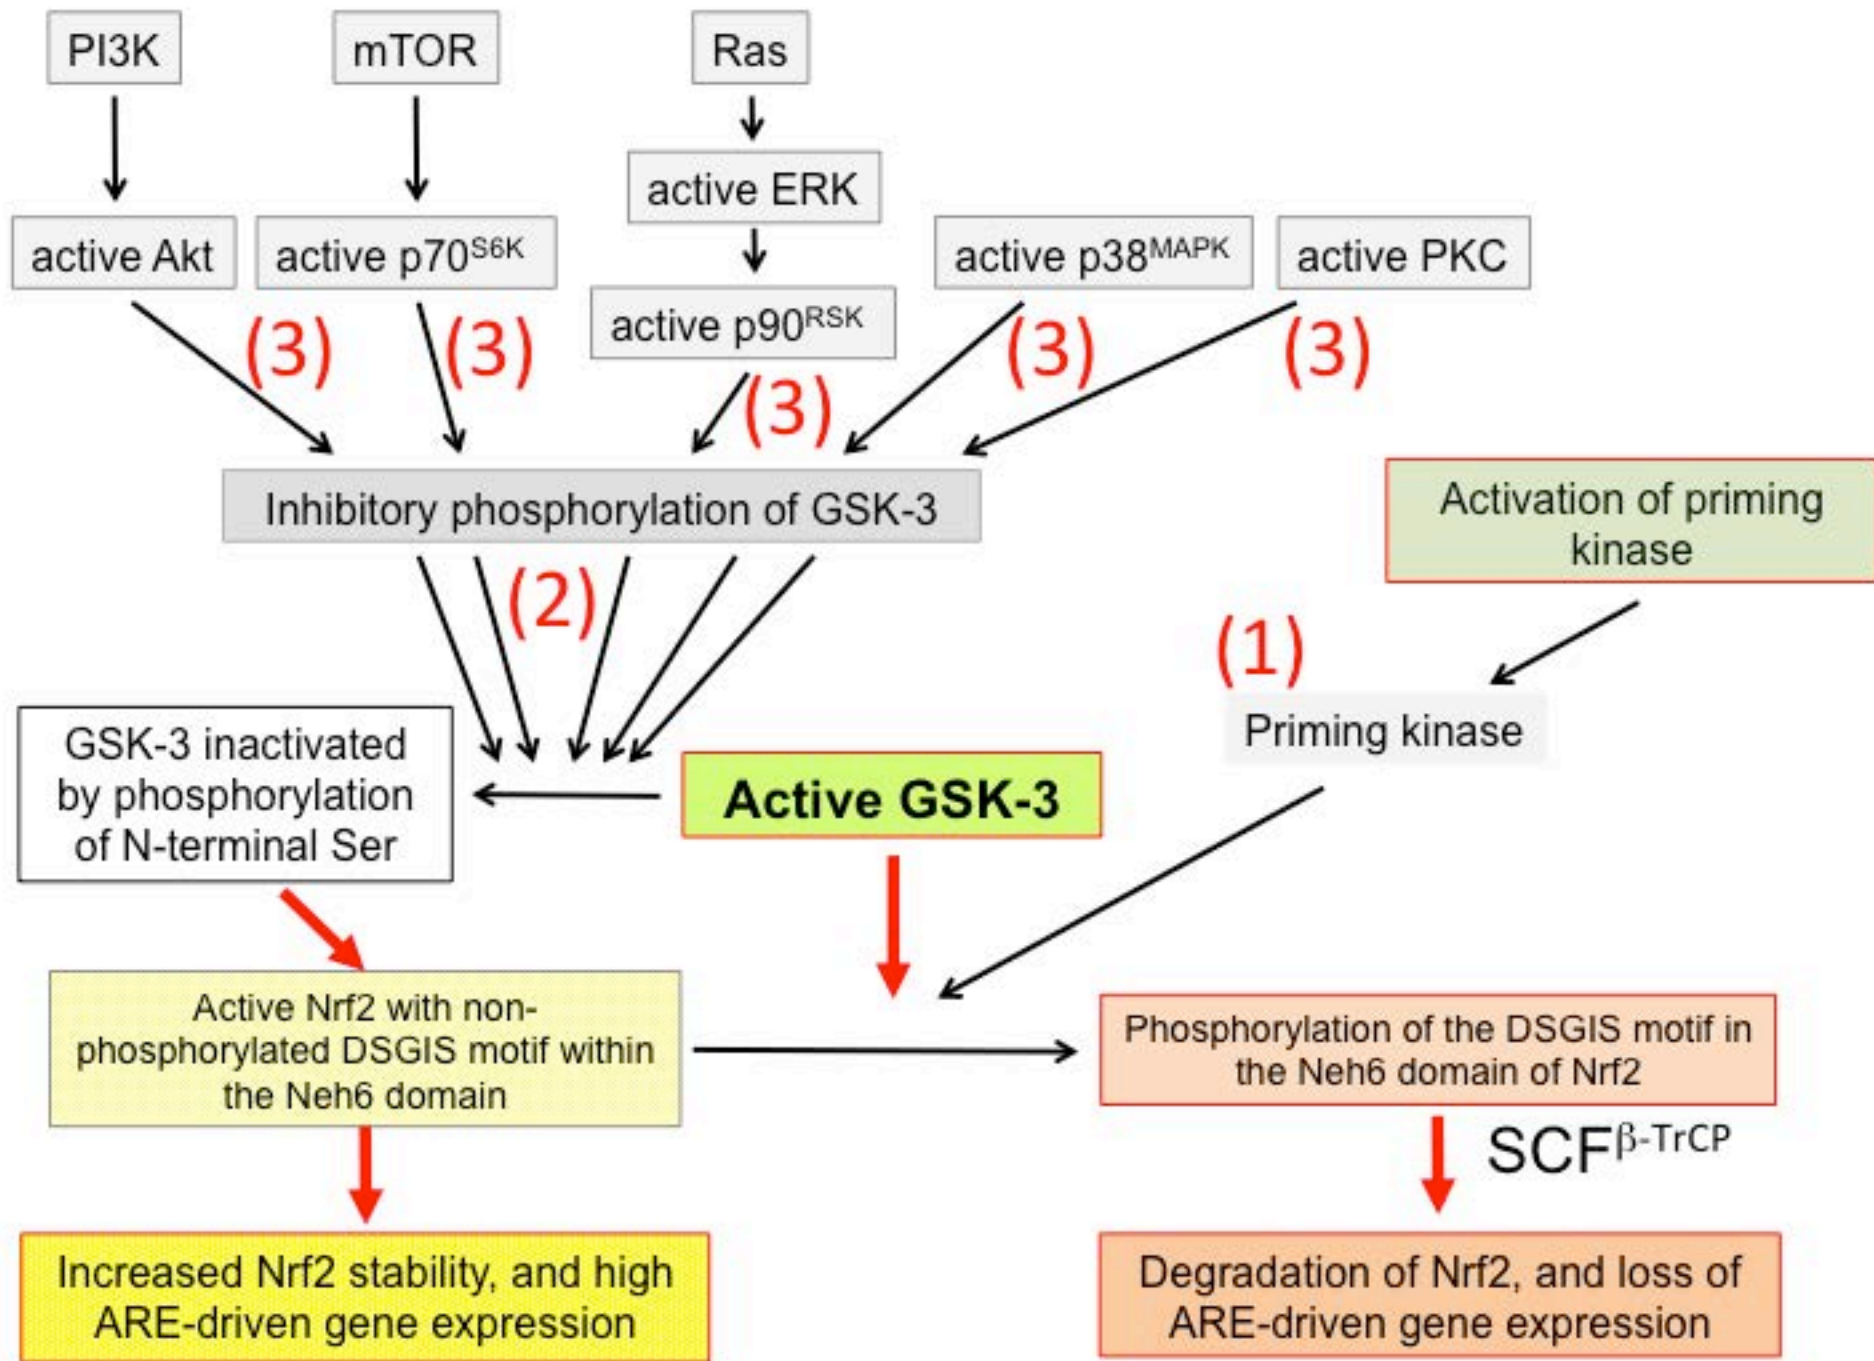 PI3K
mTOR
Ras
active ERK
active Akt
active p70S6K
active p38MAPK
active PKC
active p90RSK
(3)
(3)
(3)
(3)
(3)
Inhibitory phosphorylation of GSK-3
Activation of priming
kinase
(2)
(1)
Priming kinase
GSK-3 inactivated
by phosphorylation
of N-terminal Ser
Active GSK-3
Active Nrf2 with non-
phosphorylated DSGIS motif within
the Neh6 domain
Phosphorylation of the DSGIS motif in
the Neh6 domain of Nrf2
SCFβ-TrCP
Increased Nrf2 stability, and high
ARE-driven gene expression
Degradation of Nrf2, and loss of
ARE-driven gene expression